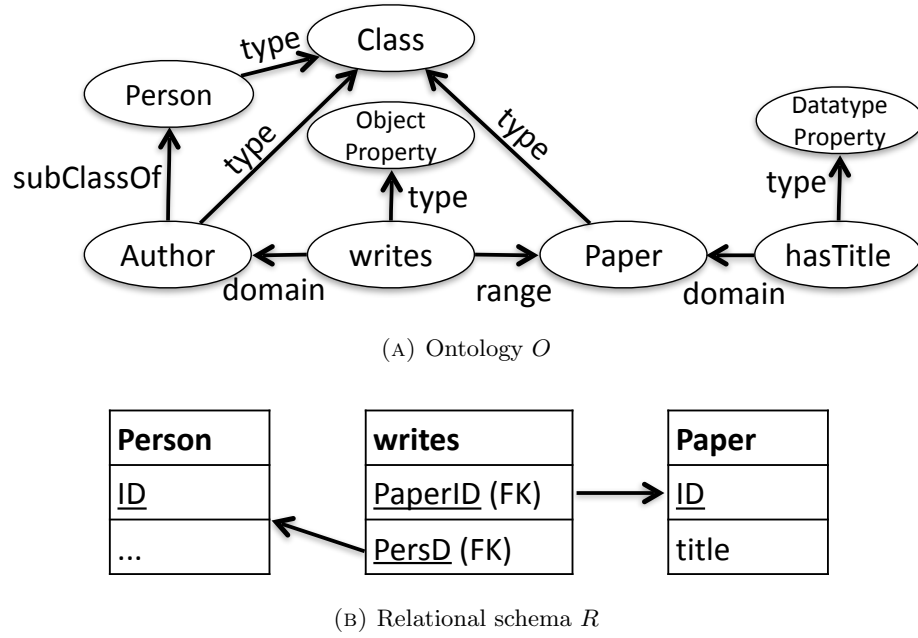 type
Class
Person
Object
Property
Datatype
Property
type
type
subClassOf
type
type
Author
writes
Paper
hasTitle
domain
range
domain
(A) Ontology O
Person
writes
Paper
ID
PaperID (FK)
ID
...
PersD (FK)
title
(B) Relational schema R